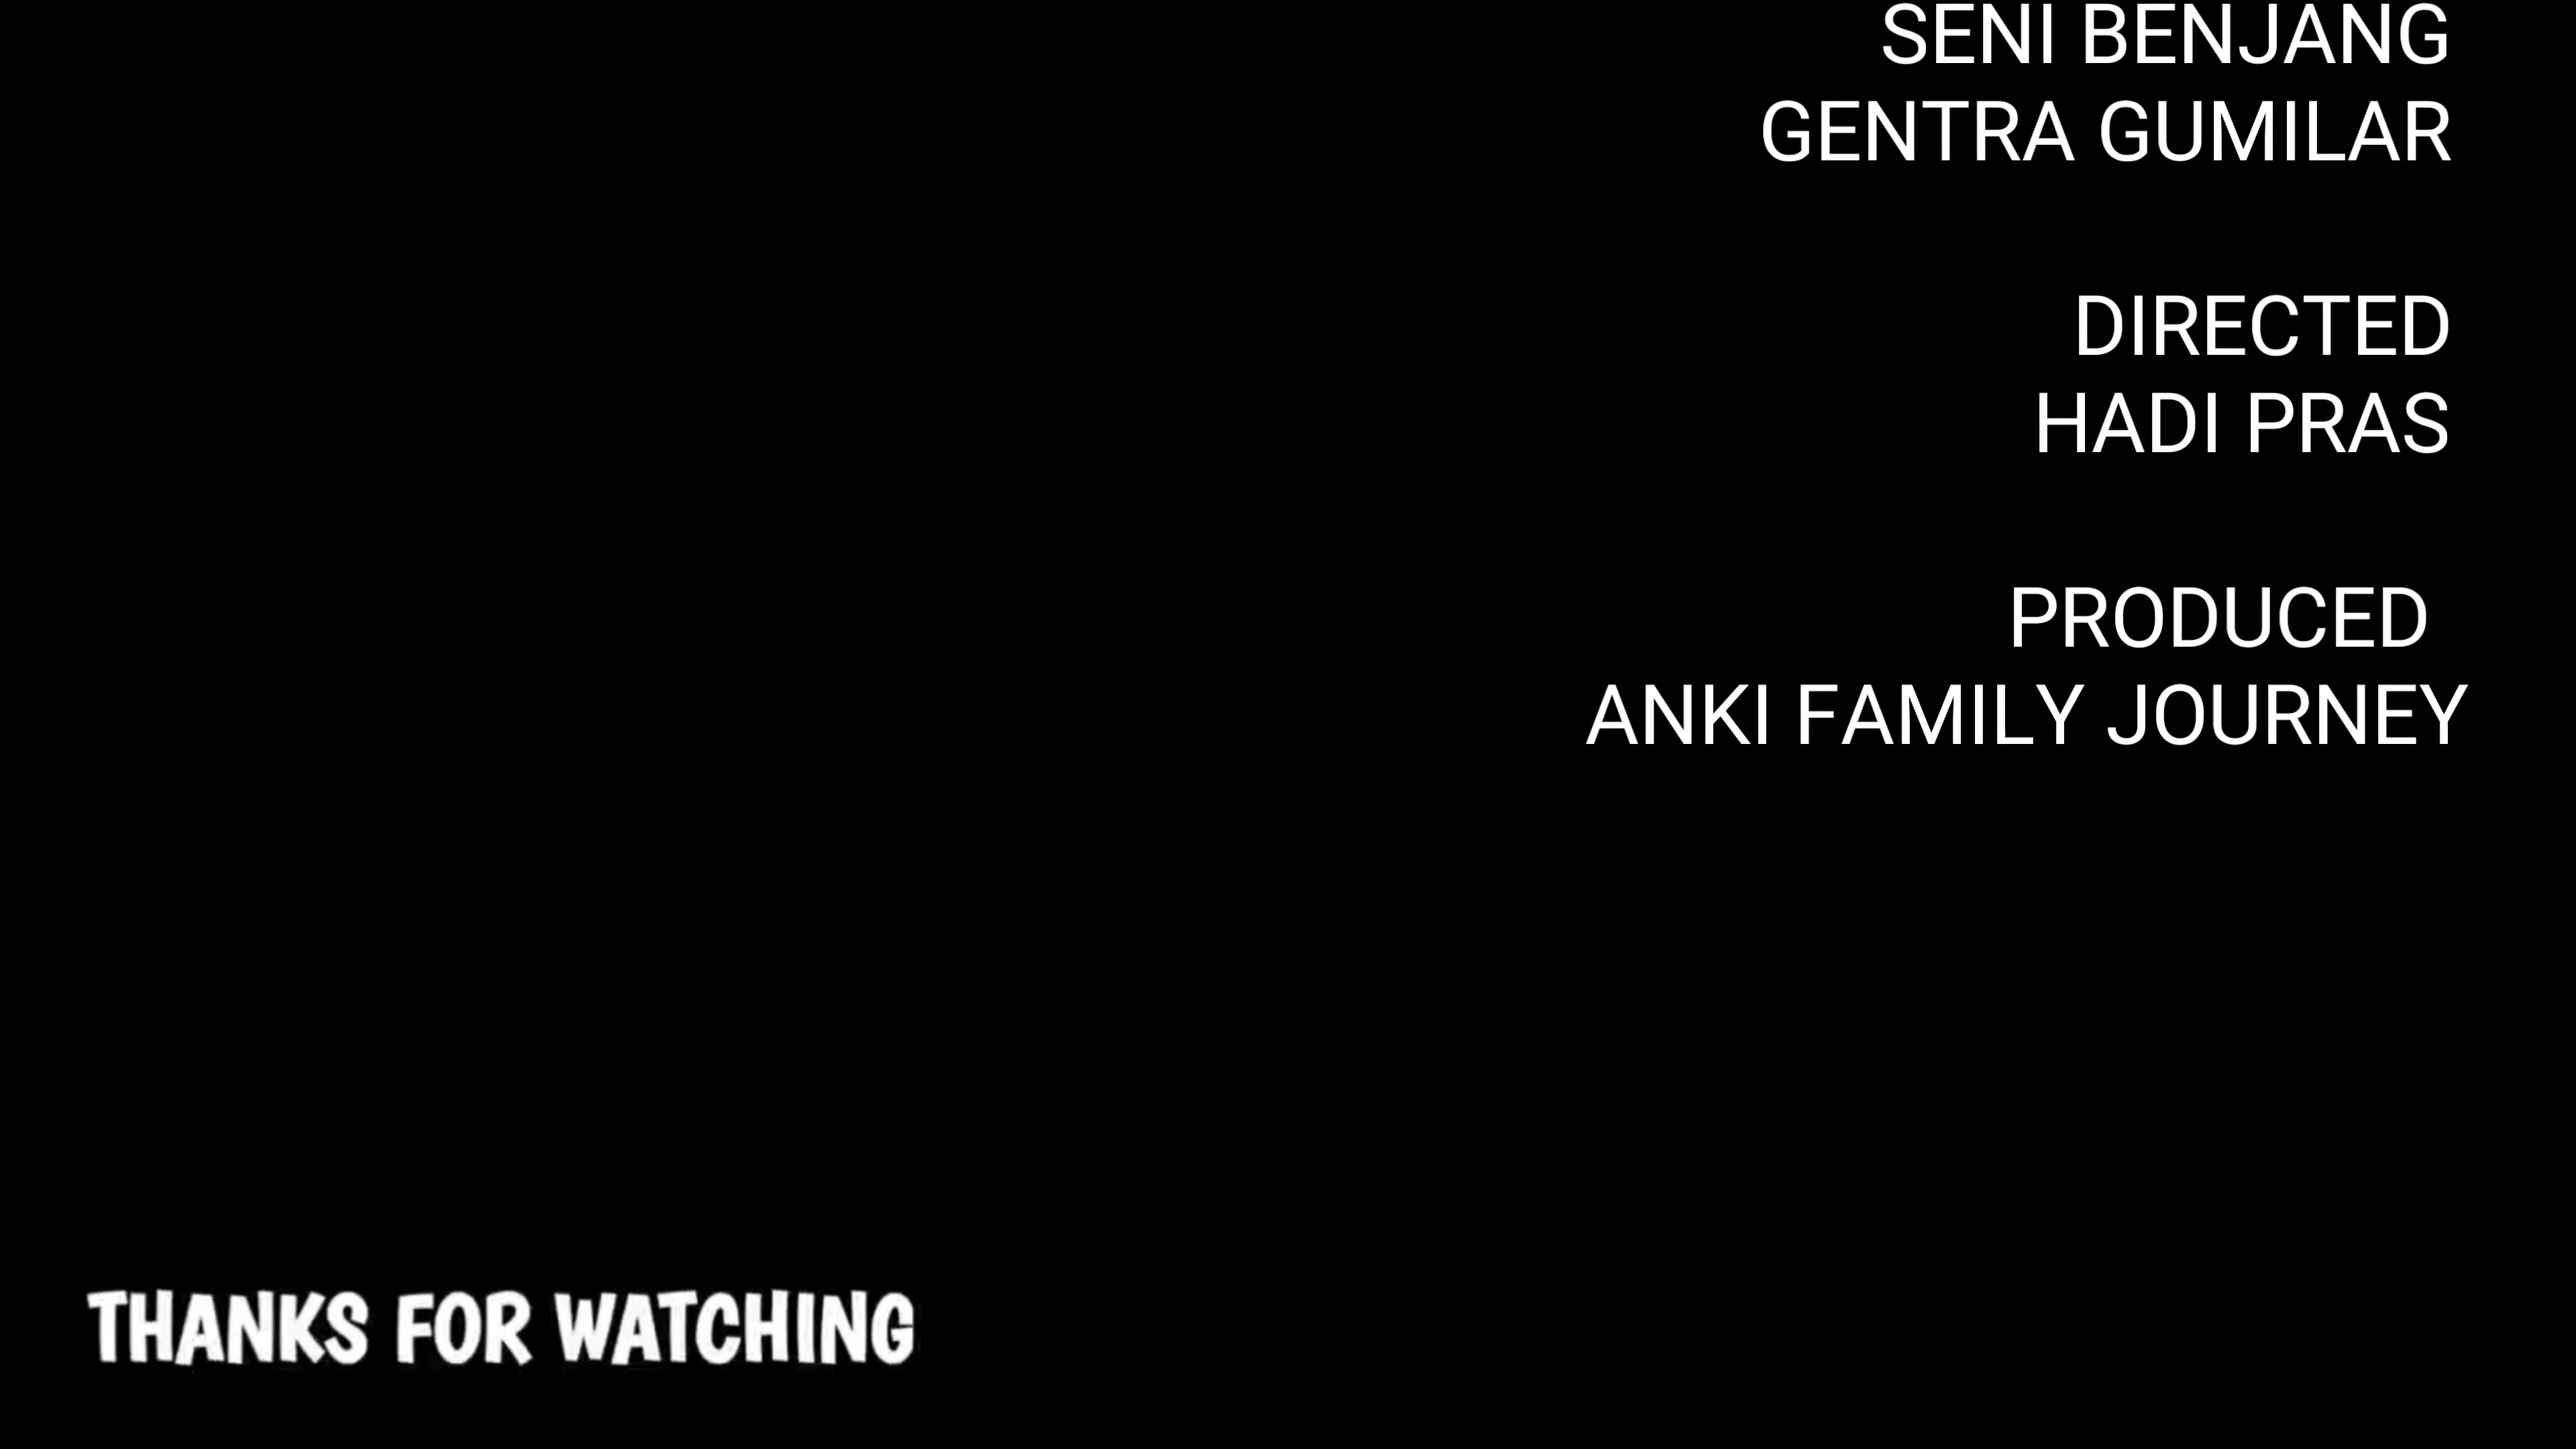 SENI BENJANG
GENTRA GUMILAR
DIRECTED
HADI PRAS
PRODUCED
ANKI FAMILY JOURNEY
THANKS FOR WATCHING